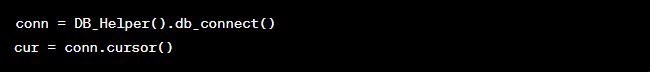 conn = DB_Helper().db_connect()
cur = conn.cursor()